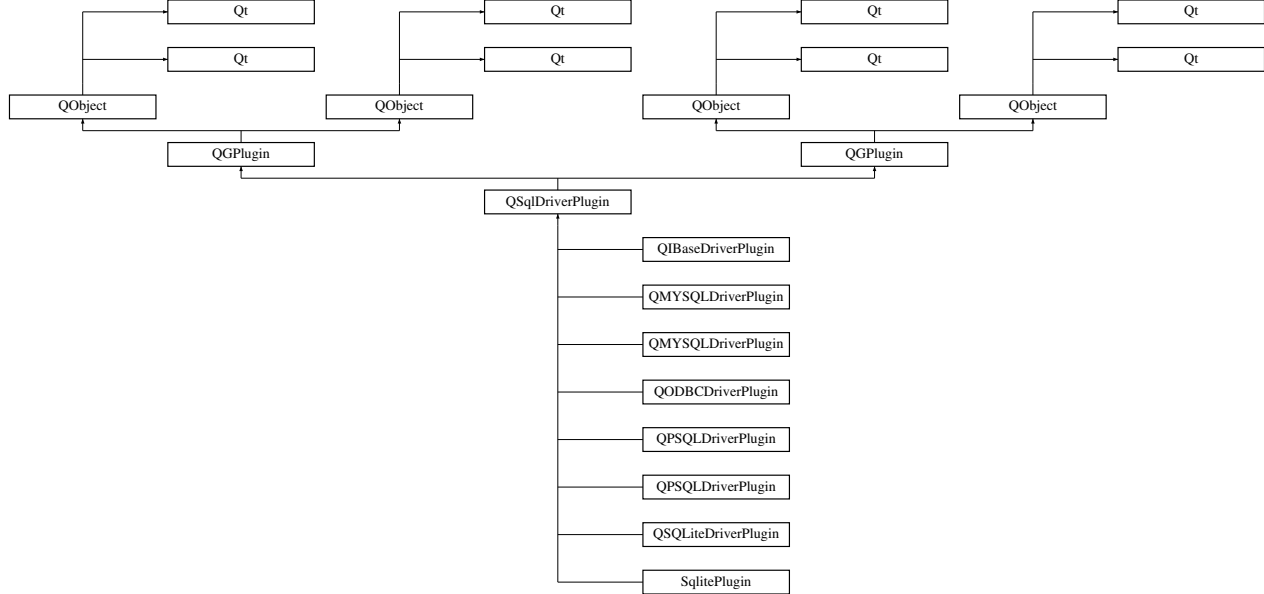 Qt Qt Qt Qt
Qt Qt Qt Qt
QObject QObject QObject QObject
QGPlugin QGPlugin
QSqlDriverPlugin
QIBaseDriverPlugin
QMYSQLDriverPlugin
QMYSQLDriverPlugin
QODBCDriverPlugin
QPSQLDriverPlugin
QPSQLDriverPlugin
QSQLiteDriverPlugin
SqlitePlugin